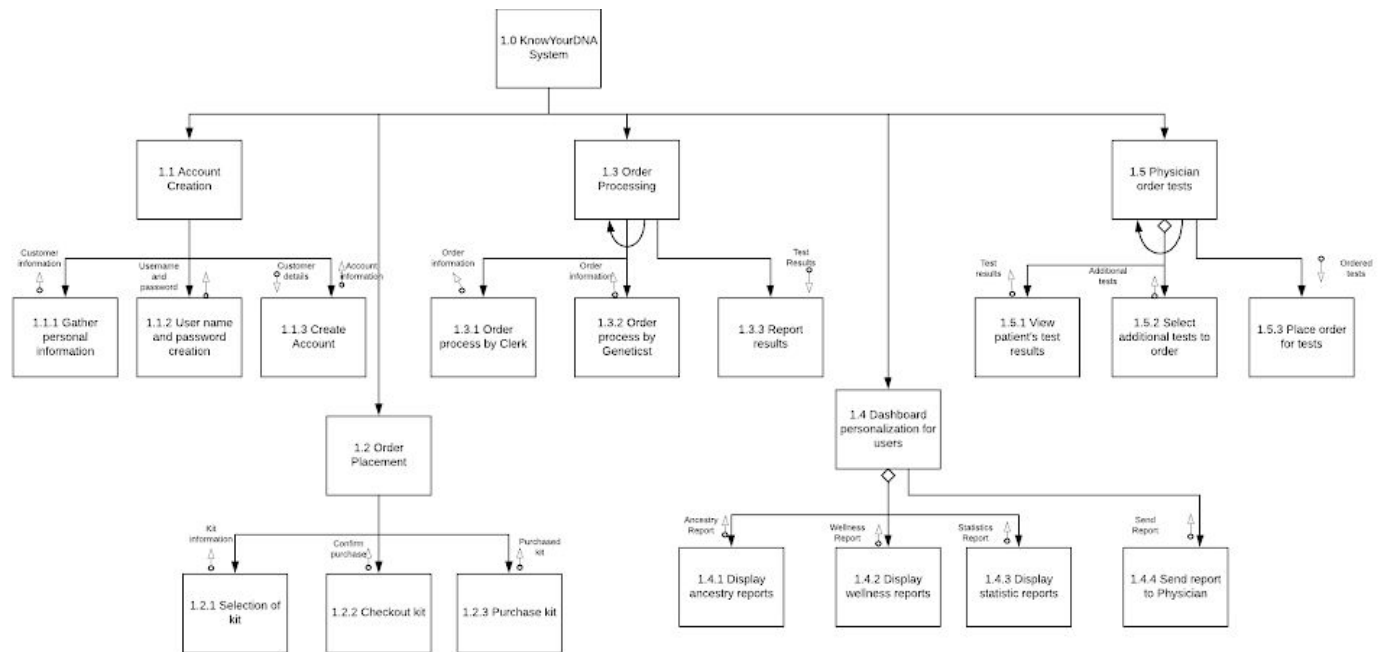 1.0 KnowYourDNA
System
1.1 Account
Creation
1.3 Order
Processing
1.5 Physician
order tests
Customer
information
Username
and
password
Customer
details
Account
information
Order
information
Order
information
Test
Results
Test
results
Additional
tests
Ordered
tests
1.1.1 Gather
personal
information
1.1.2 User name
and password
creation
1.1.3 Create
Account
1.3.1 Order
process by Clerk
1.3.2 Order
process by
Geneticst
1.3.3 Report
results
1.5.1 View
patient's test
results
1.5.2 Select
additional tests to
order
1.5.3 Place order
for tests
1.2 Order
Placement
1.4 Dashboard
personalization for
users
Kit
information
Confirm
purchase
Purchased
kit
Ancestry
Report
Wellness
Report
Statistics
Report
Send
Report
1.2.1 Selection of
kit
1.2.2 Checkout kit
1.2.3 Purchase kit
1.4.1 Display
ancestry reports
1.4.2 Display
wellness reports
1.4.3 Display
statistic reports
1.4.4 Send report
to Physician